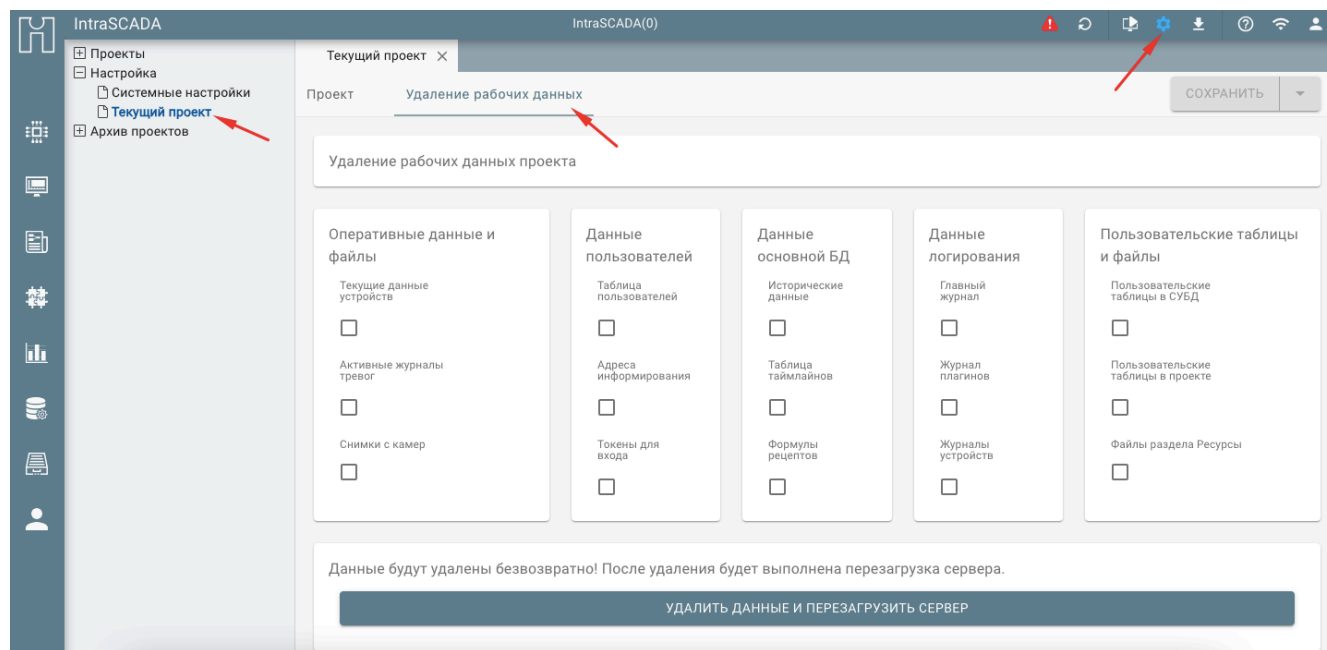 IntraSCADA
IntraSCADA(0)
Проекты
Настройка
Системные настройки
Текущий проект
Архив проектов
Текущий проект
Проект
Удаление рабочих данных
СОХРАНИТЬ
Удаление рабочих данных проекта
Оперативные данные и
файлы
Текущие данные
устройств
Активные журналы
тревог
Снимки с камер
Данные
пользователей
Таблица
пользователей
Адреса
информирования
Токены для
входа
Данные
основной БД
Исторические
данные
Таблица
таймлайнов
Формулы
рецептов
Данные
логирования
Главный
журнал
Журнал
плагинов
Журналы
устройств
Пользовательские таблицы
и файлы
Пользовательские
таблицы в СУБД
Пользовательские
таблицы в проекте
Файлы раздела Ресурсы
Данные будут удалены безвозвратно! После удаления будет выполнена перезагрузка сервера.
УДАЛИТЬ ДАННЫЕ И ПЕРЕЗАГРУЗИТЬ СЕРВЕР